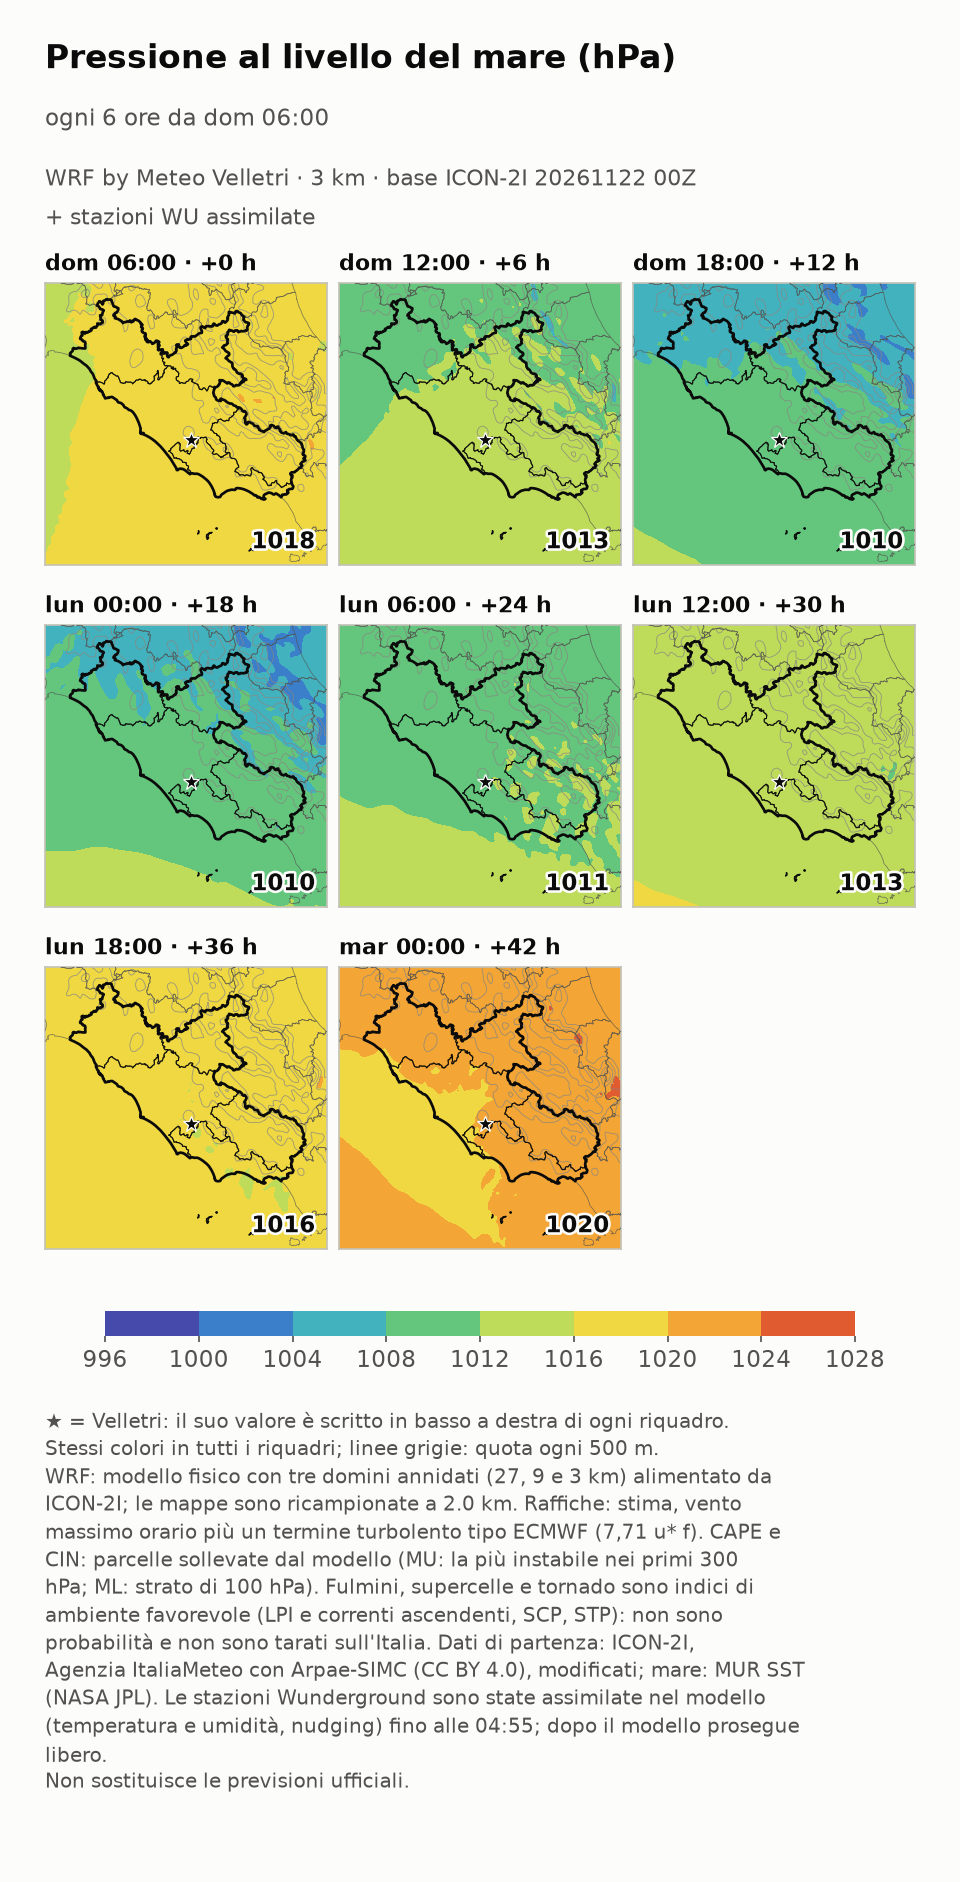 Pressione al livello del mare (hPa)
ogni 6 ore da dom 06:00
WRF by Meteo Velletri · 3 km · base ICON-2I 20261122 00Z
+ stazioni WU assimilate
dom 06:00 · +0 h
dom 12:00 · +6 h
dom 18:00 · +12 h
1018
1013
1010
lun 00:00 · +18 h
lun 06:00 · +24 h
lun 12:00 · +30 h
1010
1011
1013
lun 18:00 · +36 h
mar 00:00 · +42 h
1016
1020
996 1000 1004 1008 1012 1016 1020 1024 1028
★ = Velletri: il suo valore è scritto in basso a destra di ogni riquadro.
Stessi colori in tutti i riquadri; linee grigie: quota ogni 500 m.
WRF: modello fisico con tre domini annidati (27, 9 e 3 km) alimentato da
ICON-2I; le mappe sono ricampionate a 2.0 km. Raffiche: stima, vento
massimo orario più un termine turbolento tipo ECMWF (7,71 u* f). CAPE e
CIN: parcelle sollevate dal modello (MU: la più instabile nei primi 300
hPa; ML: strato di 100 hPa). Fulmini, supercelle e tornado sono indici di
ambiente favorevole (LPI e correnti ascendenti, SCP, STP): non sono
probabilità e non sono tarati sull'Italia. Dati di partenza: ICON-2I,
Agenzia ItaliaMeteo con Arpae-SIMC (CC BY 4.0), modificati; mare: MUR SST
(NASA JPL). Le stazioni Wunderground sono state assimilate nel modello
(temperatura e umidità, nudging) fino alle 04:55; dopo il modello prosegue
libero.
Non sostituisce le previsioni ufficiali.